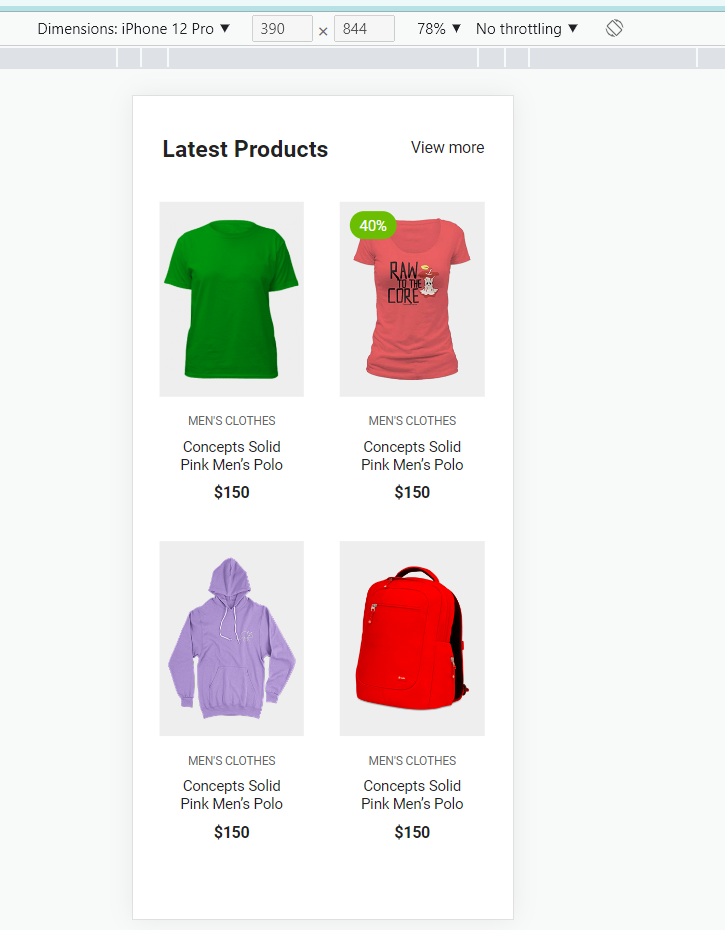 Dimensions: iPhone 12 Pro ▼ 390 × 844 78% ▼ No throttling ▼
Latest Products View more
40%
RAW
TO THE
CORE
MEN'S CLOTHES MEN'S CLOTHES
Concepts Solid Concepts Solid
Pink Men’s Polo Pink Men’s Polo
$150 $150
MEN'S CLOTHES MEN'S CLOTHES
Concepts Solid Concepts Solid
Pink Men’s Polo Pink Men’s Polo
$150 $150